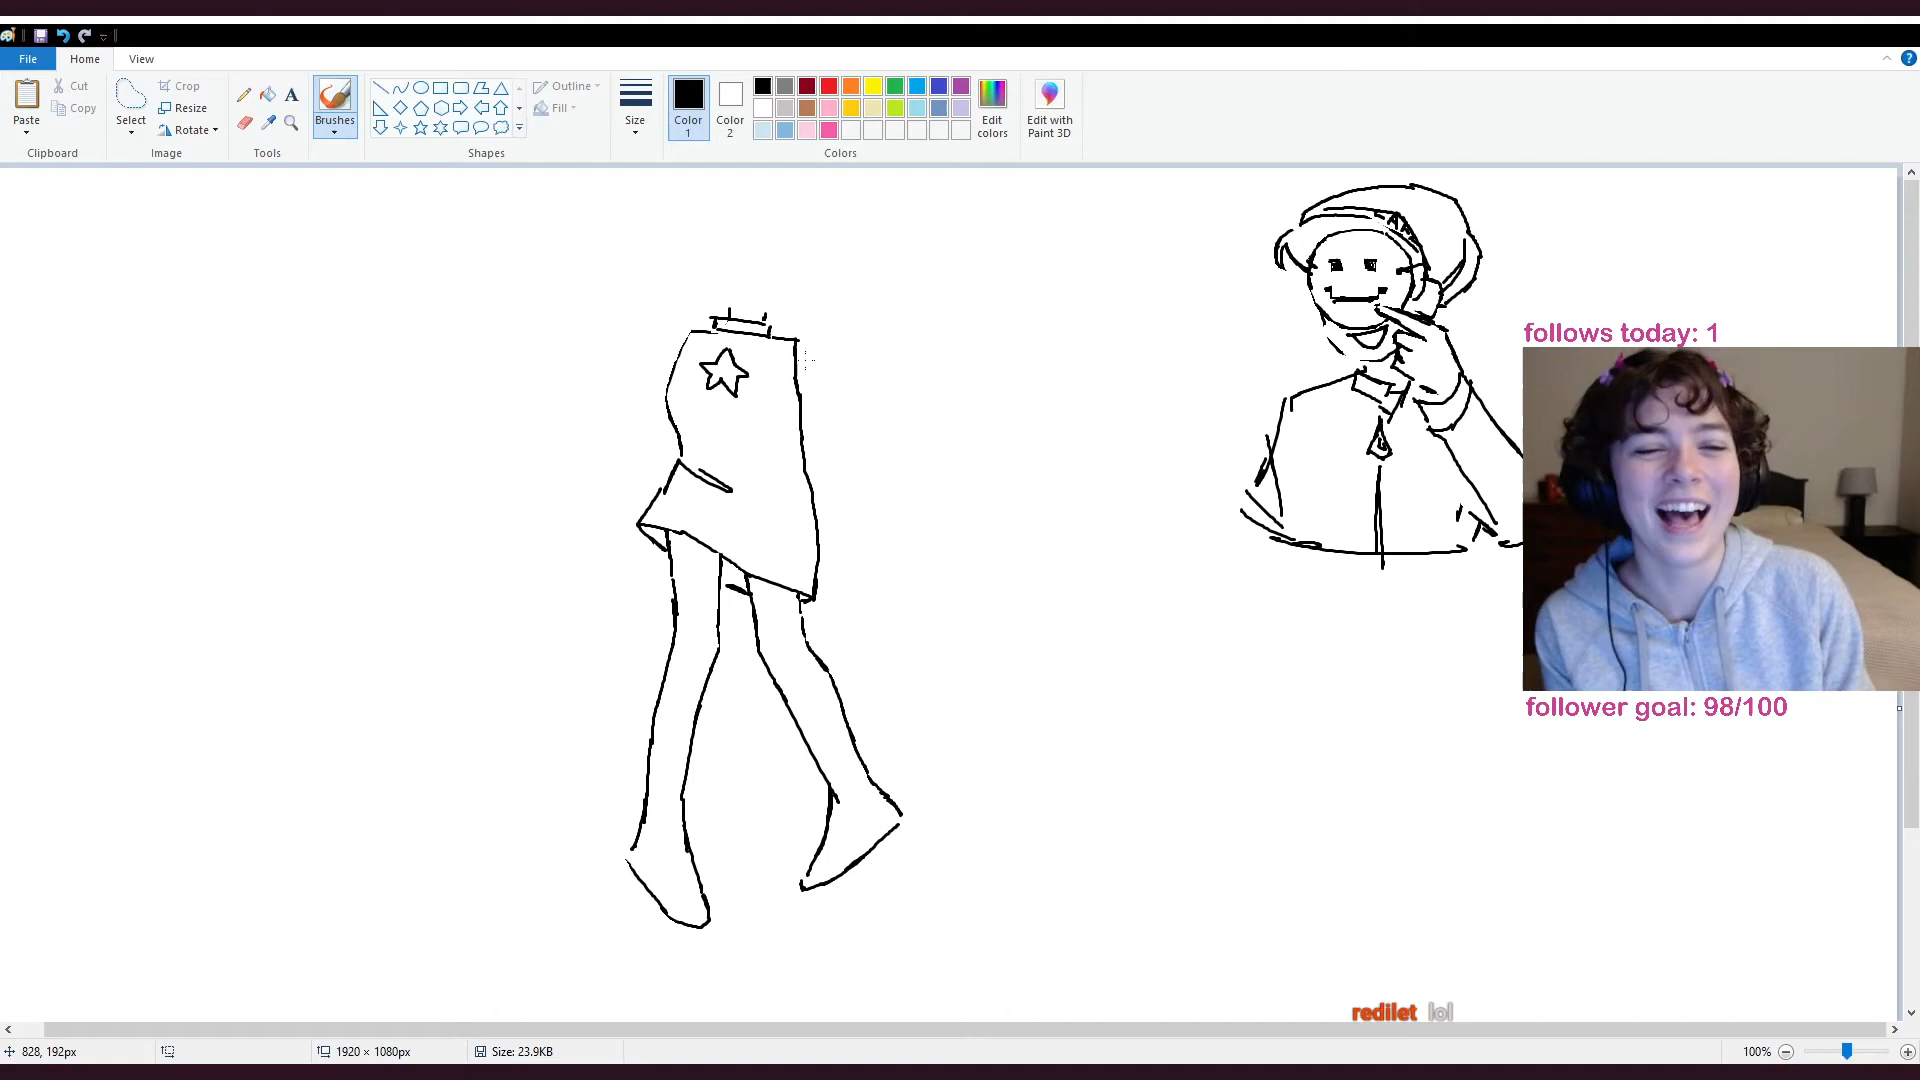 File Home View
Paste
Cut
Copy
Clipboard
Select
Crop
Resize
Rotate
Image
A
Tools
Brushes
Outline
Fill
Shapes
Size
Color
1
Color
2
Edit
colors
Colors
Edit with
Paint 3D
follows today: 1
follower goal: 98/100
redilet lol
828, 192px
1920 × 1080px
Size: 23.9KB
100%